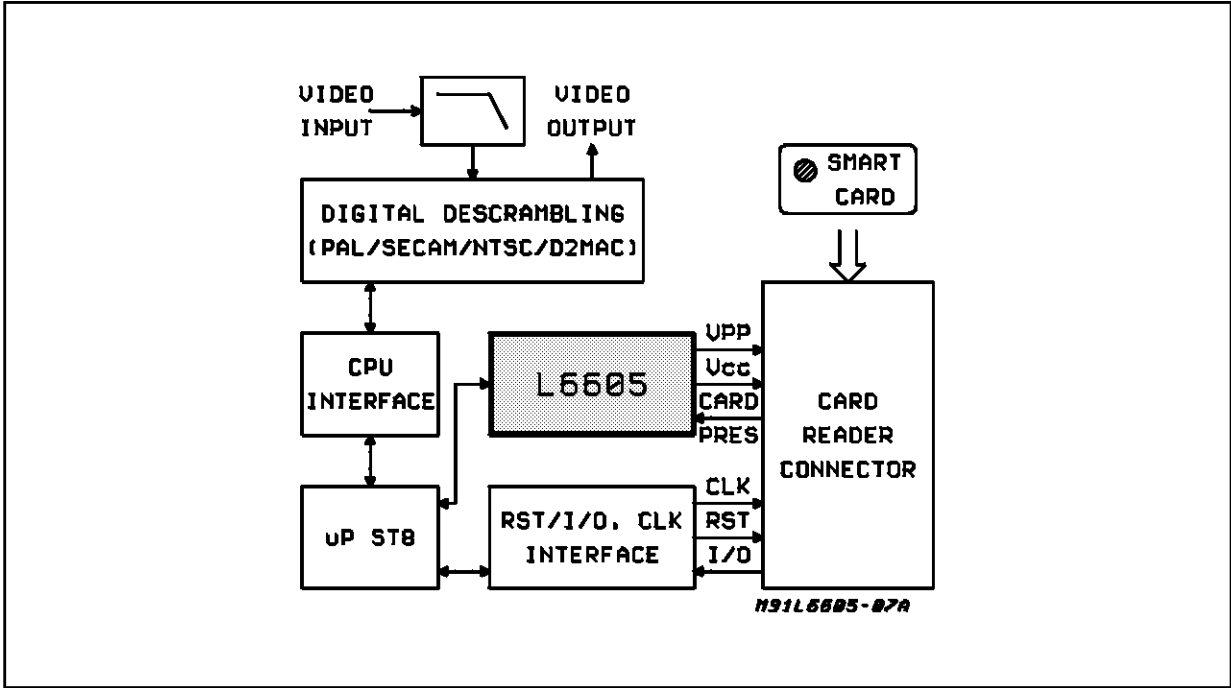 VIDEO
INPUT
VIDEO
OUTPUT
SMART
CARD
DIGITAL DESCRAMBLING
(PAL/SECAM/NTSC/D2MAC)
CPU
INTERFACE
L6605
VPP
Vcc
CARD
PRES
CARD
READER
CONNECTOR
uP ST8
RST/I/O, CLK
INTERFACE
CLK
RST
I/O
M91L6605-07A